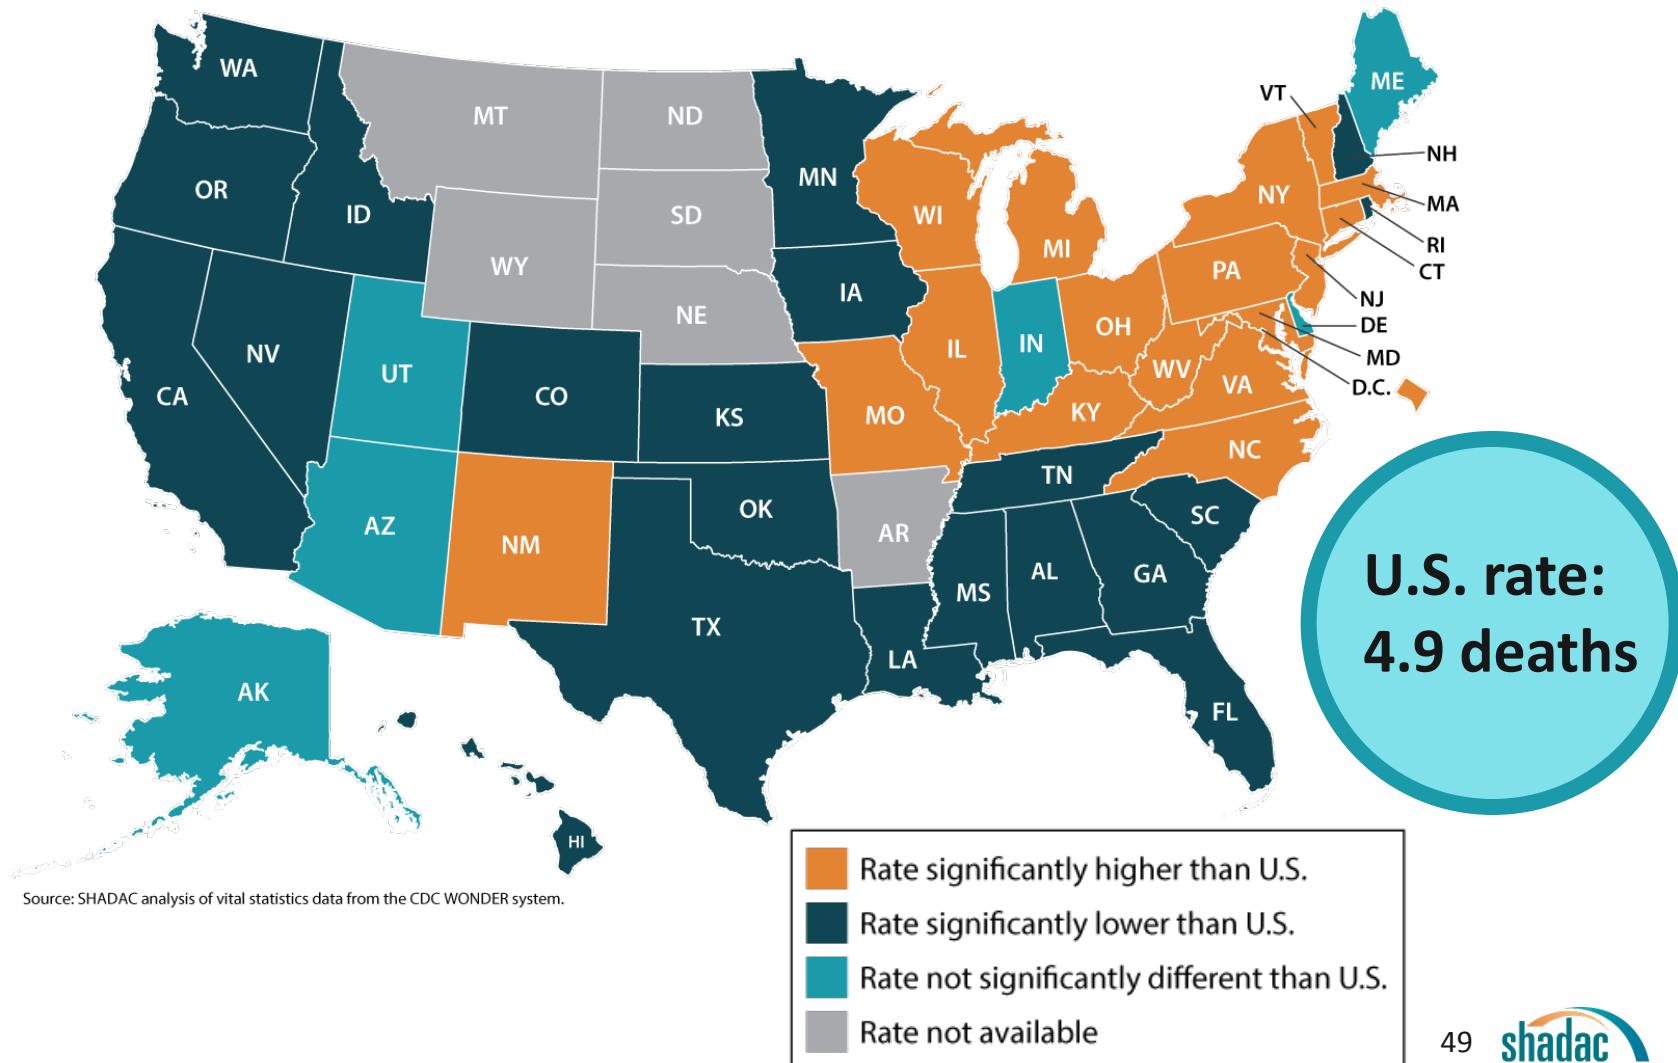 WA
MT
ND
MN
OR
ID
SD
WY
WI
MI
VT
ME
NH
NY
MA
RI
CT
PA
NJ
DE
MD
D.C.
IA
NE
NV
UT
CA
CO
KS
MO
IL
IN
OH
WV
VA
KY
NC
TN
AZ
NM
OK
AR
SC
MS
AL
GA
TX
LA
FL
AK
HI
U.S. rate:
4.9 deaths
Source: SHADAC analysis of vital statistics data from the CDC WONDER system.
Rate significantly higher than U.S.
Rate significantly lower than U.S.
Rate not significantly different than U.S.
Rate not available
49
shadac